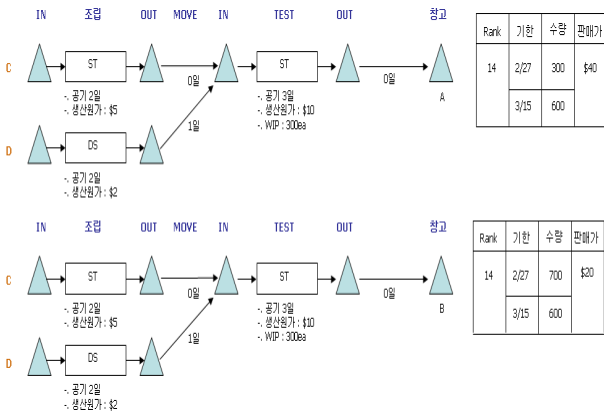 IN 조립 OUT MOVE IN TEST OUT 창고
Rank 기한 수량 판매가
14 2/27 300 $40
3/15 600
C ST ST
0일 0일
A
-. 공기 2일
-. 생산원가 : $5
-. 공기 3일
-. 생산원가 : $10
-. WIP : 300ea
D DS
1일
-. 공기 2일
-. 생산원가 : $2
IN 조립 OUT MOVE IN TEST OUT 창고
Rank 기한 수량 판매가
14 2/27 700 $20
3/15 600
C ST ST
0일 0일
B
-. 공기 2일
-. 생산원가 : $5
-. 공기 3일
-. 생산원가 : $10
-. WIP : 300ea
D DS
1일
-. 공기 2일
-. 생산원가 : $2